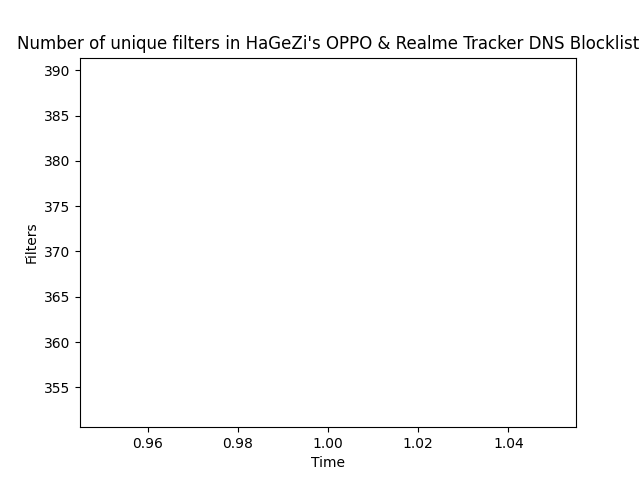 Number of unique filters in HaGeZi's OPPO & Realme Tracker DNS Blocklist
390
385
380
375
370
365
360
355
Filters
0.96 0.98 1.00 1.02 1.04
Time